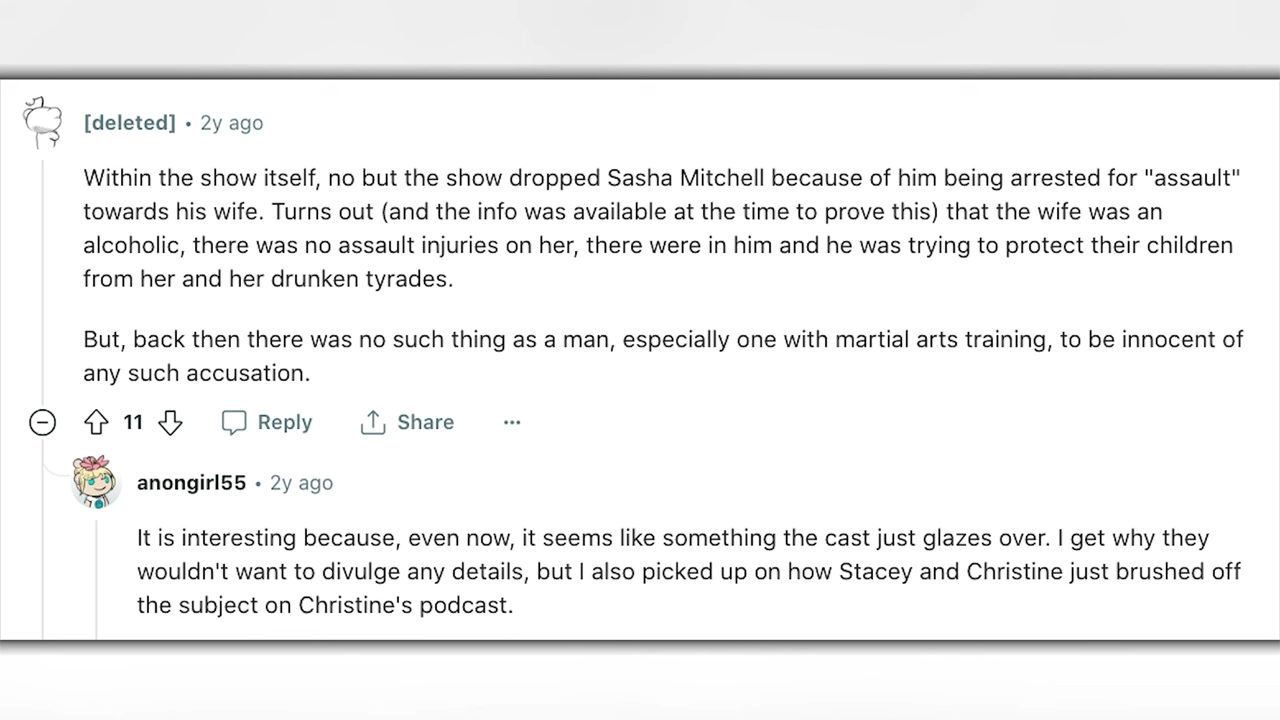 [deleted] • 2y ago
Within the show itself, no but the show dropped Sasha Mitchell because of him being arrested for "assault"
towards his wife. Turns out (and the info was available at the time to prove this) that the wife was an
alcoholic, there was no assault injuries on her, there were in him and he was trying to protect their children
from her and her drunken tyrades.
But, back then there was no such thing as a man, especially one with martial arts training, to be innocent of
any such accusation.
11 Reply Share ···
anongirl55 • 2y ago
It is interesting because, even now, it seems like something the cast just glazes over. I get why they
wouldn't want to divulge any details, but I also picked up on how Stacey and Christine just brushed off
the subject on Christine's podcast.